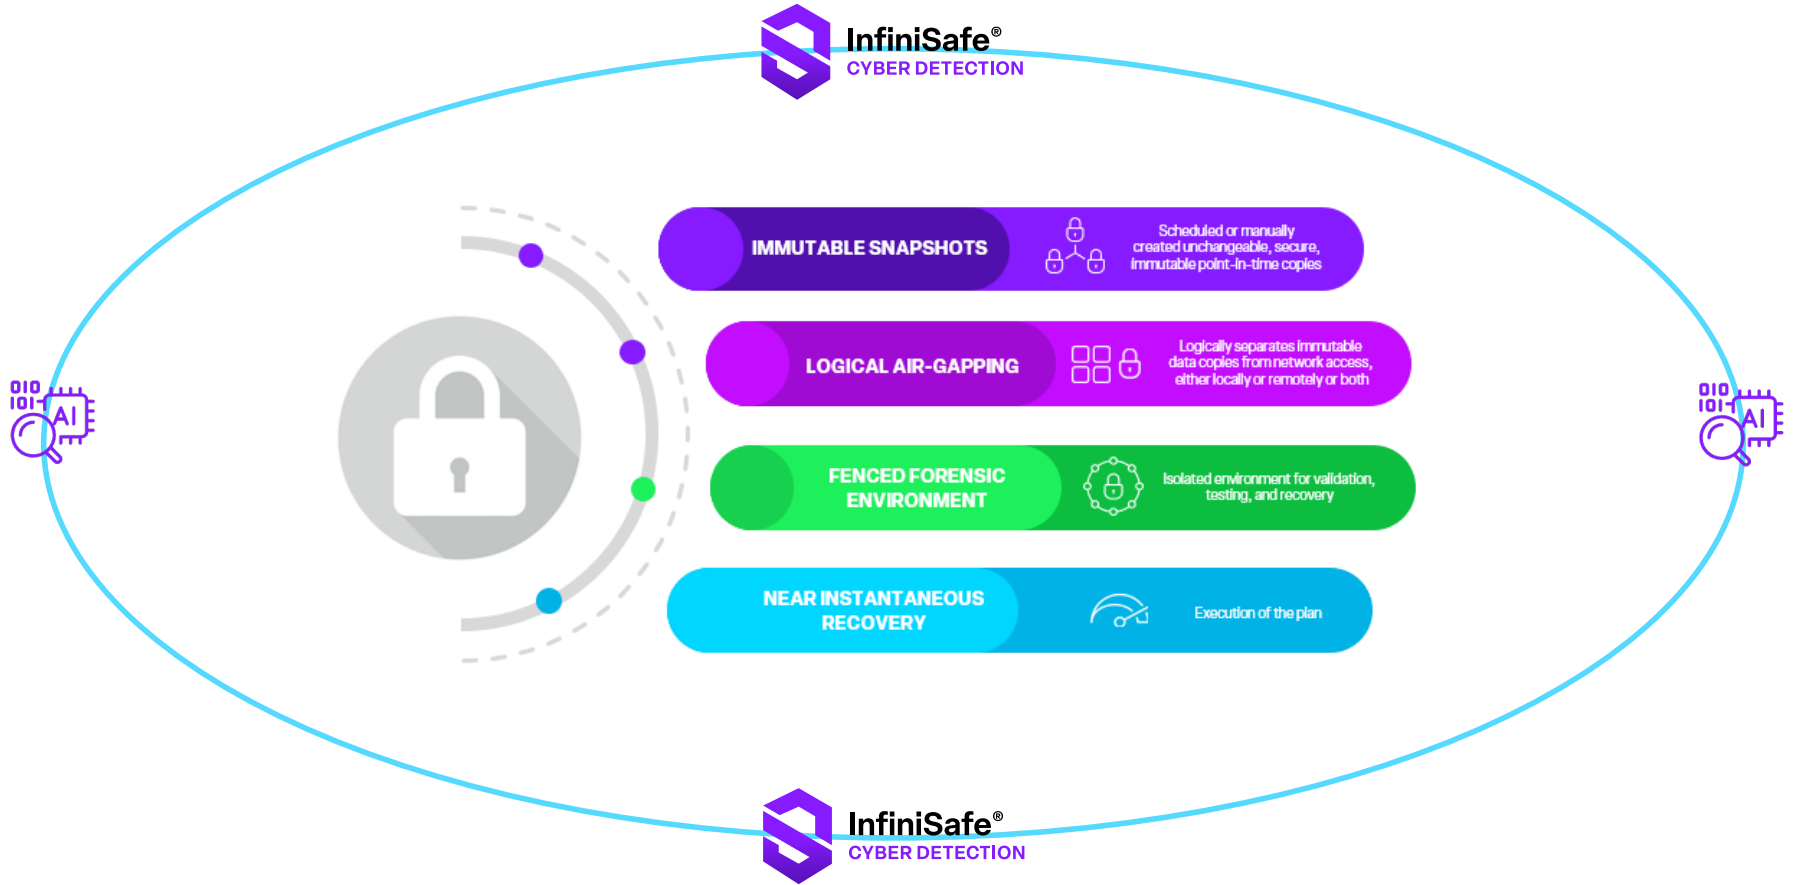 InfiniSafe®
CYBER DETECTION
IMMUTABLE SNAPSHOTS
Scheduled or manually
created unchangeable, secure,
immutable point-in-time copies
LOGICAL AIR-GAPPING
Logically separates immutable
data copies from network access,
either locally or remotely or both
010
101
AI
010
101
AI
FENCED FORENSIC
ENVIRONMENT
Isolated environment for validation,
testing, and recovery
NEAR INSTANTANEOUS
RECOVERY
Execution of the plan
InfiniSafe®
CYBER DETECTION